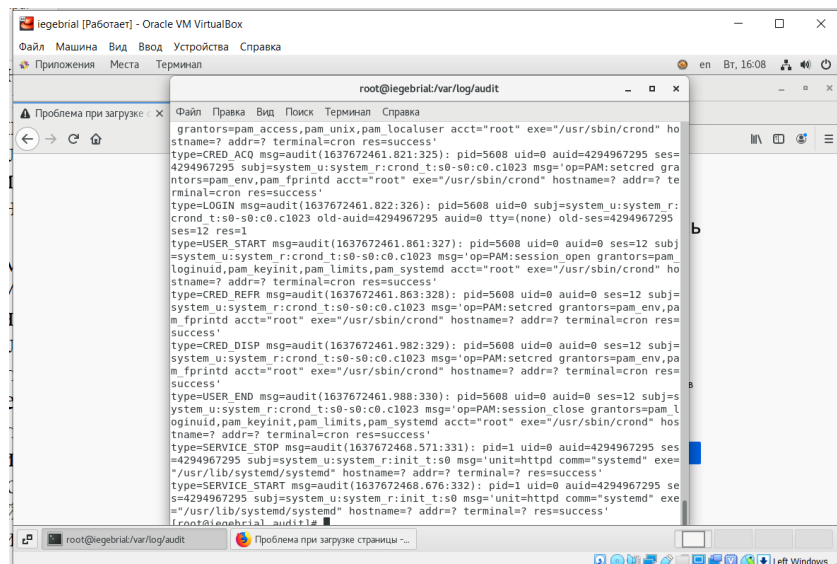 iegebrial [Работает] - Oracle VM VirtualBox
Файл Машина Вид Ввод Устройства Справка
Приложения Места Терминал en Вт, 16:08
root@iegebrial:/var/log/audit
Проблема при загрузке с
Файл Правка Вид Поиск Терминал Справка
grantors=pam_access,pam_unix,pam_localuser acct="root" exe="/usr/sbin/crond" ho
stname=? addr=? terminal=cron res=success'
type=CRED_ACQ msg=audit(1637672461.821:325): pid=5608 uid=0 auid=4294967295 ses=
4294967295 subj=system_u:system_r:crond_t:s0-s0:c0.c1023 msg='op=PAM:setcred gra
ntors=pam_env,pam_fprintd acct="root" exe="/usr/sbin/crond" hostname=? addr=? te
rminal=cron res=success'
type=LOGIN msg=audit(1637672461.822:326): pid=5608 uid=0 subj=system_u:system_r:
crond_t:s0-s0:c0.c1023 old-auid=4294967295 auid=0 tty=(none) old-ses=4294967295
ses=12 res=1
type=USER_START msg=audit(1637672461.861:327): pid=5608 uid=0 auid=0 ses=12 subj
=system_u:system_r:crond_t:s0-s0:c0.c1023 msg='op=PAM:session_open grantors=pam_
loginuid,pam_keyinit,pam_limits,pam_systemd acct="root" exe="/usr/sbin/crond" ho
stname=? addr=? terminal=cron res=success'
type=CRED_REFR msg=audit(1637672461.863:328): pid=5608 uid=0 auid=0 ses=12 subj=
system_u:system_r:crond_t:s0-s0:c0.c1023 msg='op=PAM:setcred grantors=pam_env,pa
m_fprintd acct="root" exe="/usr/sbin/crond" hostname=? addr=? terminal=cron res=
success'
type=CRED_DISP msg=audit(1637672461.982:329): pid=5608 uid=0 auid=0 ses=12 subj=
system_u:system_r:crond_t:s0-s0:c0.c1023 msg='op=PAM:setcred grantors=pam_env,pa
m_fprintd acct="root" exe="/usr/sbin/crond" hostname=? addr=? terminal=cron res=
success'
type=USER_END msg=audit(1637672461.988:330): pid=5608 uid=0 auid=0 ses=12 subj=s
ystem_u:system_r:crond_t:s0-s0:c0.c1023 msg='op=PAM:session_close grantors=pam_l
oginuid,pam_keyinit,pam_limits,pam_systemd acct="root" exe="/usr/sbin/crond" hos
tname=? addr=? terminal=cron res=success'
type=SERVICE_STOP msg=audit(1637672468.571:331): pid=1 uid=0 auid=4294967295 ses
=4294967295 subj=system_u:system_r:init_t:s0 msg='unit=httpd comm="systemd" exe=
"/usr/lib/systemd/systemd" hostname=? addr=? terminal=? res=success'
type=SERVICE_START msg=audit(1637672468.676:332): pid=1 uid=0 auid=4294967295 se
s=4294967295 subj=system_u:system_r:init_t:s0 msg='unit=httpd comm="systemd" exe
="/usr/lib/systemd/systemd" hostname=? addr=? terminal=? res=success'
[root@iegebrial audit]#
ь
в
root@iegebrial:/var/log/audit Проблема при загрузке страницы -...
Left Windows